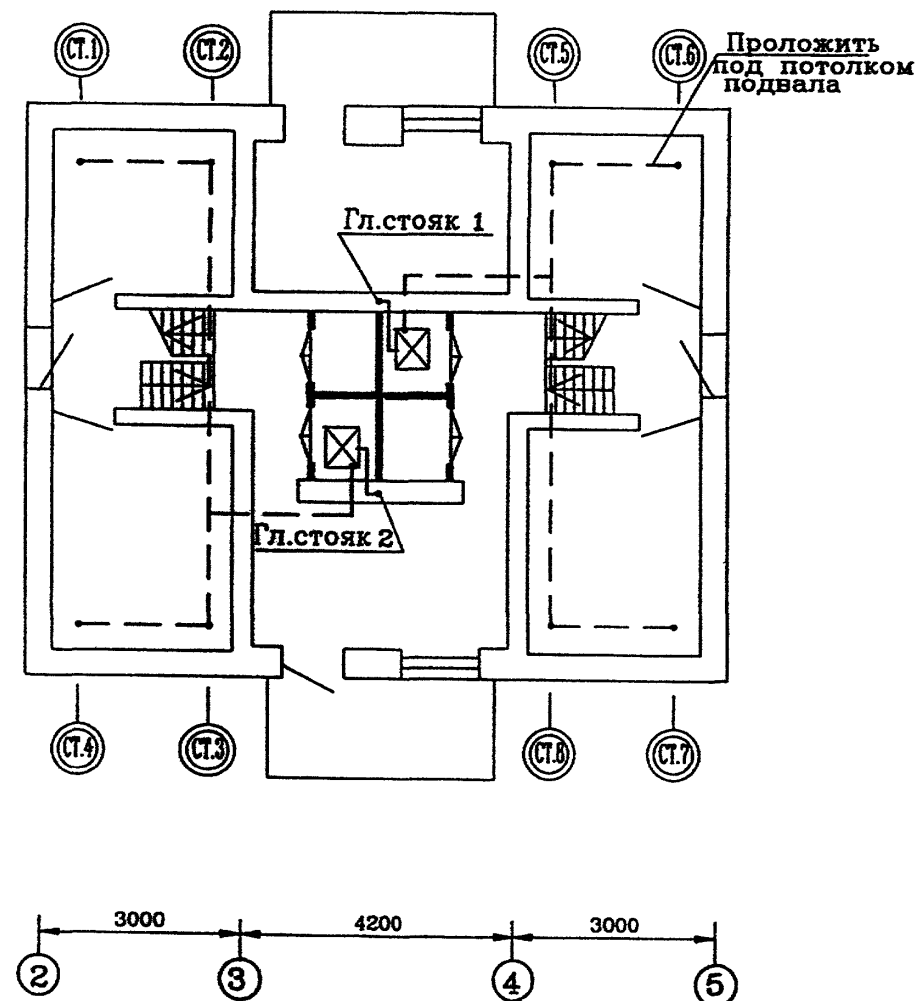 СТ.1
СТ.2
СТ.5
СТ.6
Проложить
под потолком
подвала
Гл.стояк 1
Гл.стояк 2
СТ.4
СТ.3
СТ.8
СТ.7
3000
4200
3000
2
3
4
5